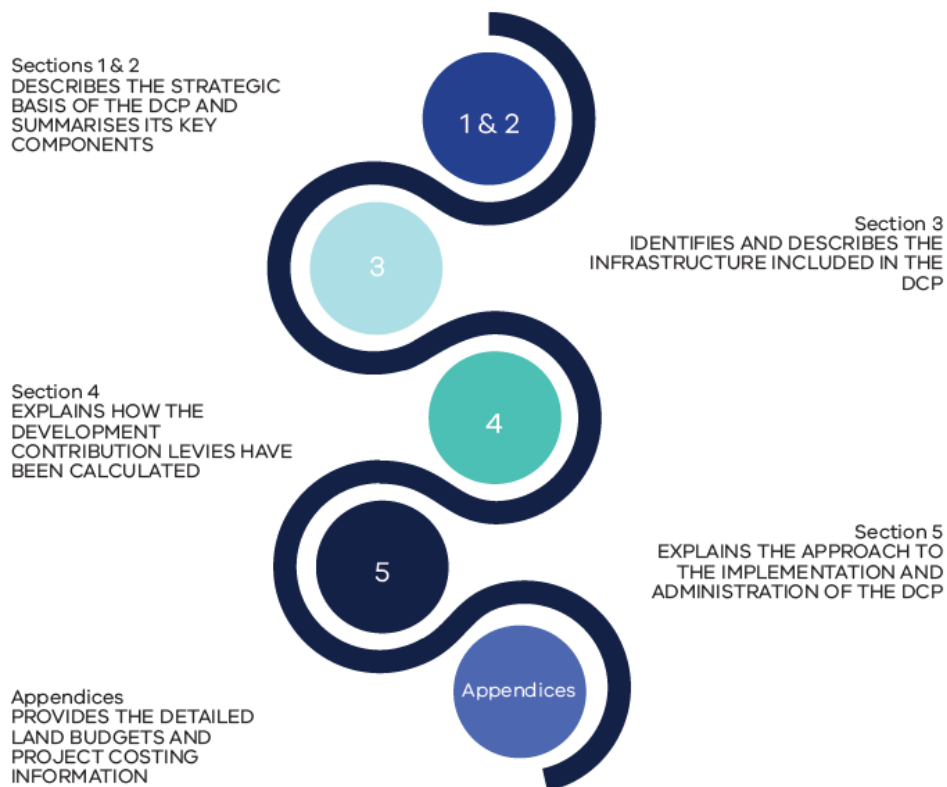 Sections 1 & 2
DESCRIBES THE STRATEGIC
BASIS OF THE DCP AND
SUMMARISES ITS KEY
COMPONENTS
1 & 2
Section 3
IDENTIFIES AND DESCRIBES THE
INFRASTRUCTURE INCLUDED IN THE
DCP
3
Section 4
EXPLAINS HOW THE
DEVELOPMENT
CONTRIBUTION LEVIES HAVE
BEEN CALCULATED
4
Section 5
EXPLAINS THE APPROACH TO
THE IMPLEMENTATION AND
ADMINISTRATION OF THE DCP
5
Appendices
PROVIDES THE DETAILED
LAND BUDGETS AND
PROJECT COSTING
INFORMATION
Appendices